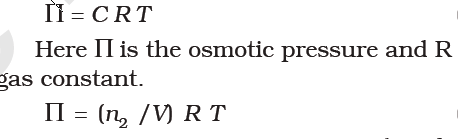 Π = C R T
Here Π is the osmotic pressure and R
gas constant.
Π = (n₂ /V) R T